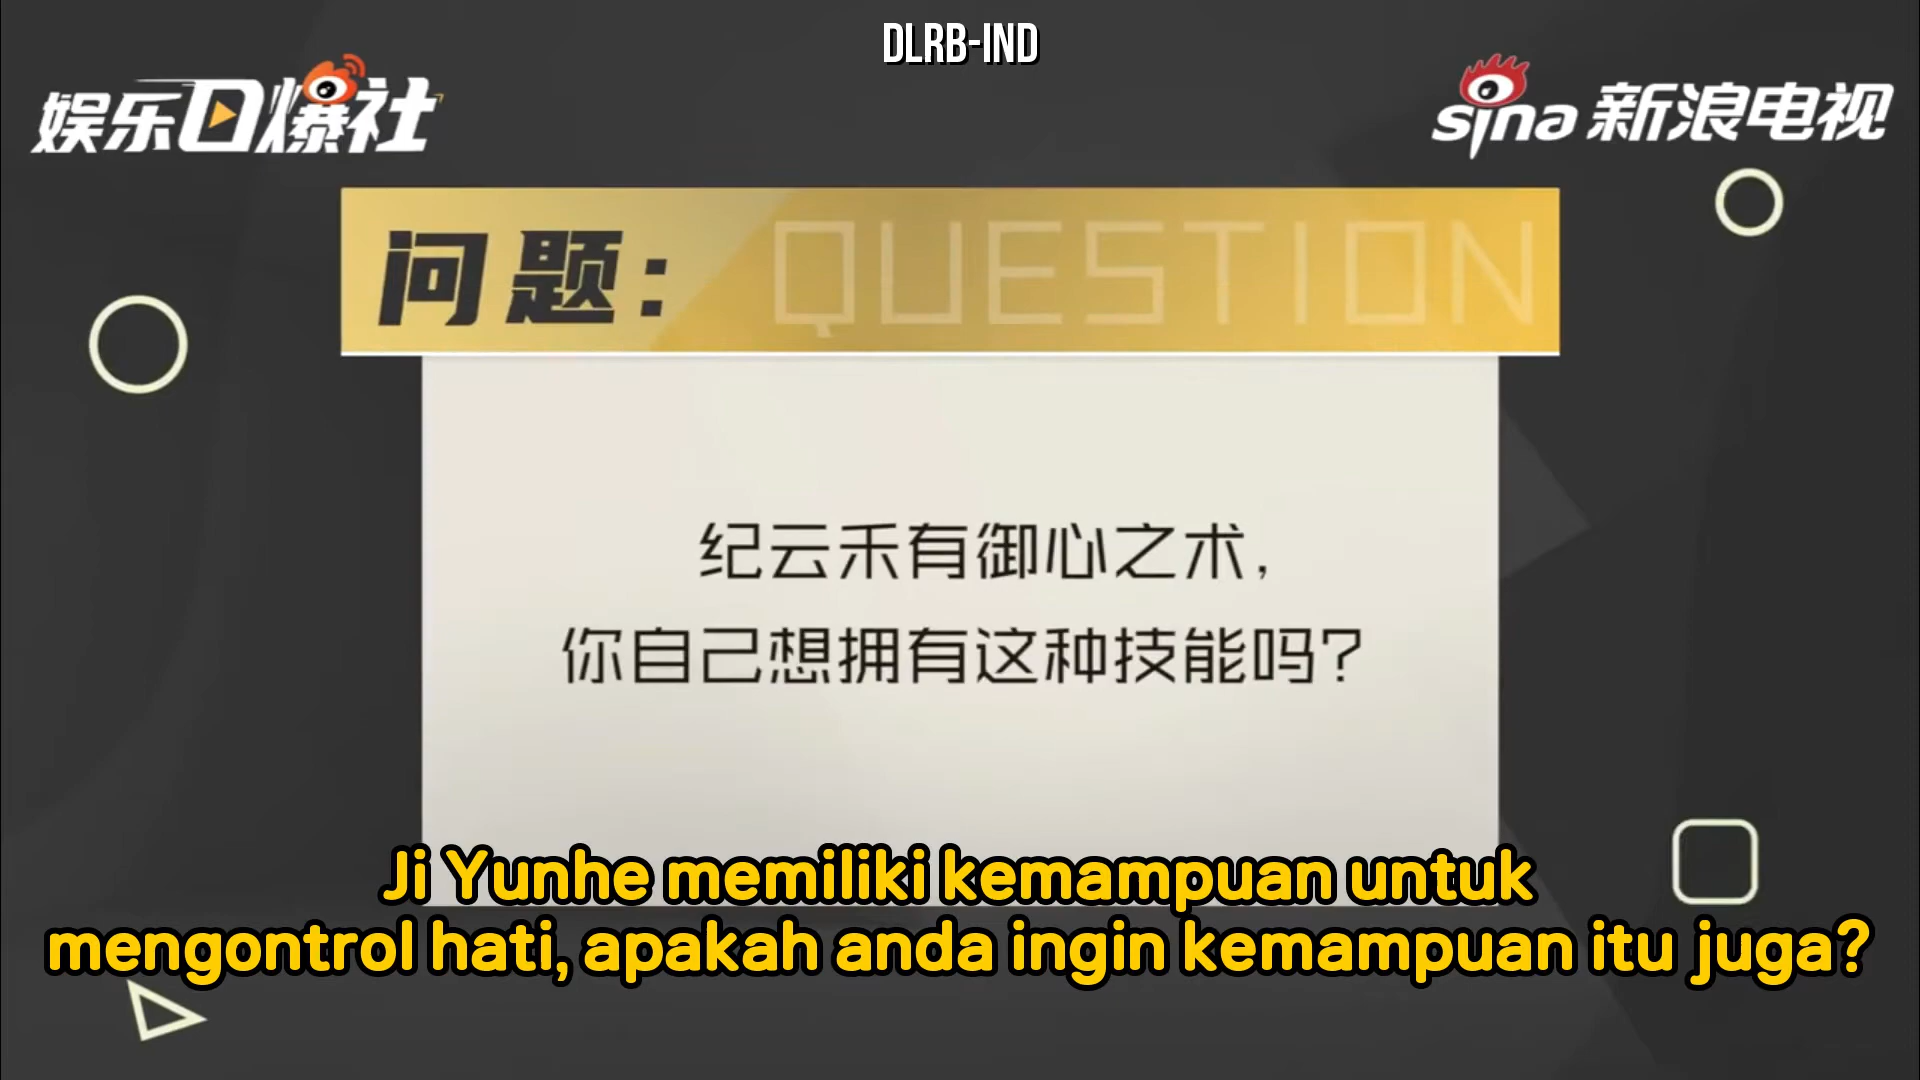 DLRB-IND
娱乐日爆社
sina 新浪电视
问题: QUESTION
纪云禾有御心之术,
你自己想拥有这种技能吗?
Ji Yunhe memiliki kemampuan untuk
mengontrol hati, apakah anda ingin kemampuan itu juga?